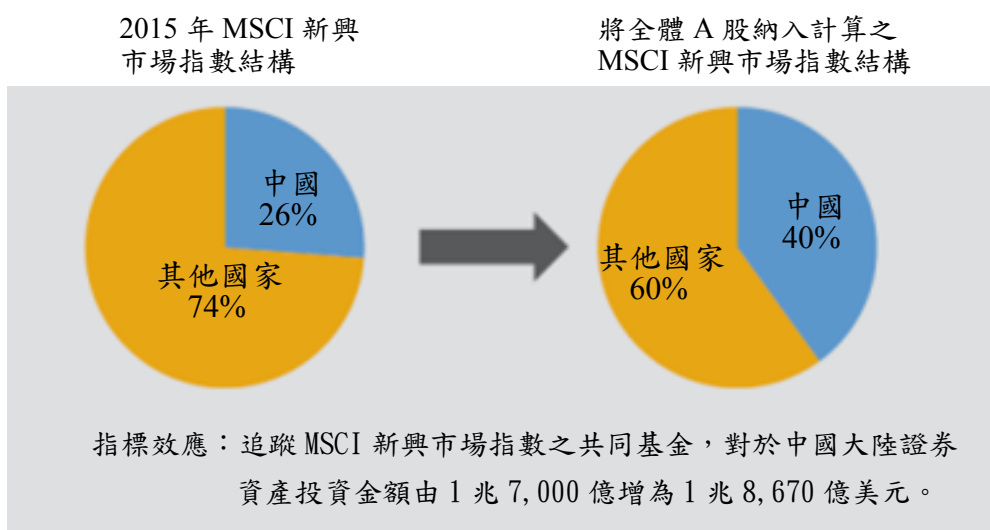 2015 年 MSCI 新興
市場指數結構
將全體 A 股納入計算之
MSCI 新興市場指數結構
中國
26%
其他國家
74%
中國
40%
其他國家
60%
指標效應：追蹤 MSCI 新興市場指數之共同基金，對於中國大陸證券
資產投資金額由 1 兆 7,000 億增為 1 兆 8,670 億美元。